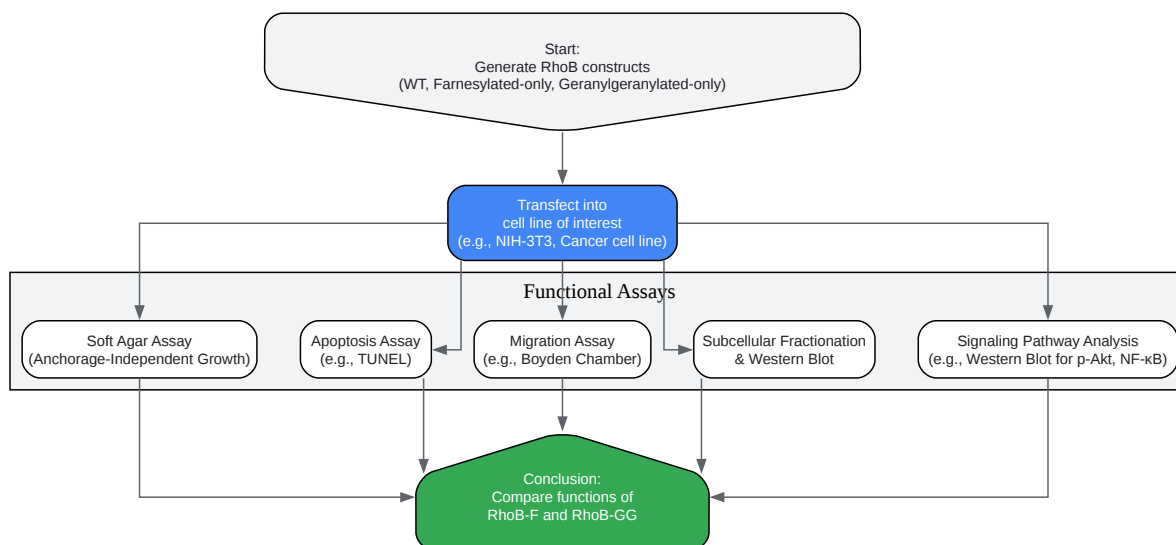 Start:
Generate RhoB constructs
(WT, Farnesylated-only, Geranylgeranylated-only)
Transfect into
cell line of interest
(e.g., NIH-3T3, Cancer cell line)
Functional Assays
Soft Agar Assay
(Anchorage-Independent Growth)
Apoptosis Assay
(e.g., TUNEL)
Migration Assay
(e.g., Boyden Chamber)
Subcellular Fractionation
& Western Blot
Signaling Pathway Analysis
(e.g., Western Blot for p-Akt, NF-κB)
Conclusion:
Compare functions of
RhoB-F and RhoB-GG